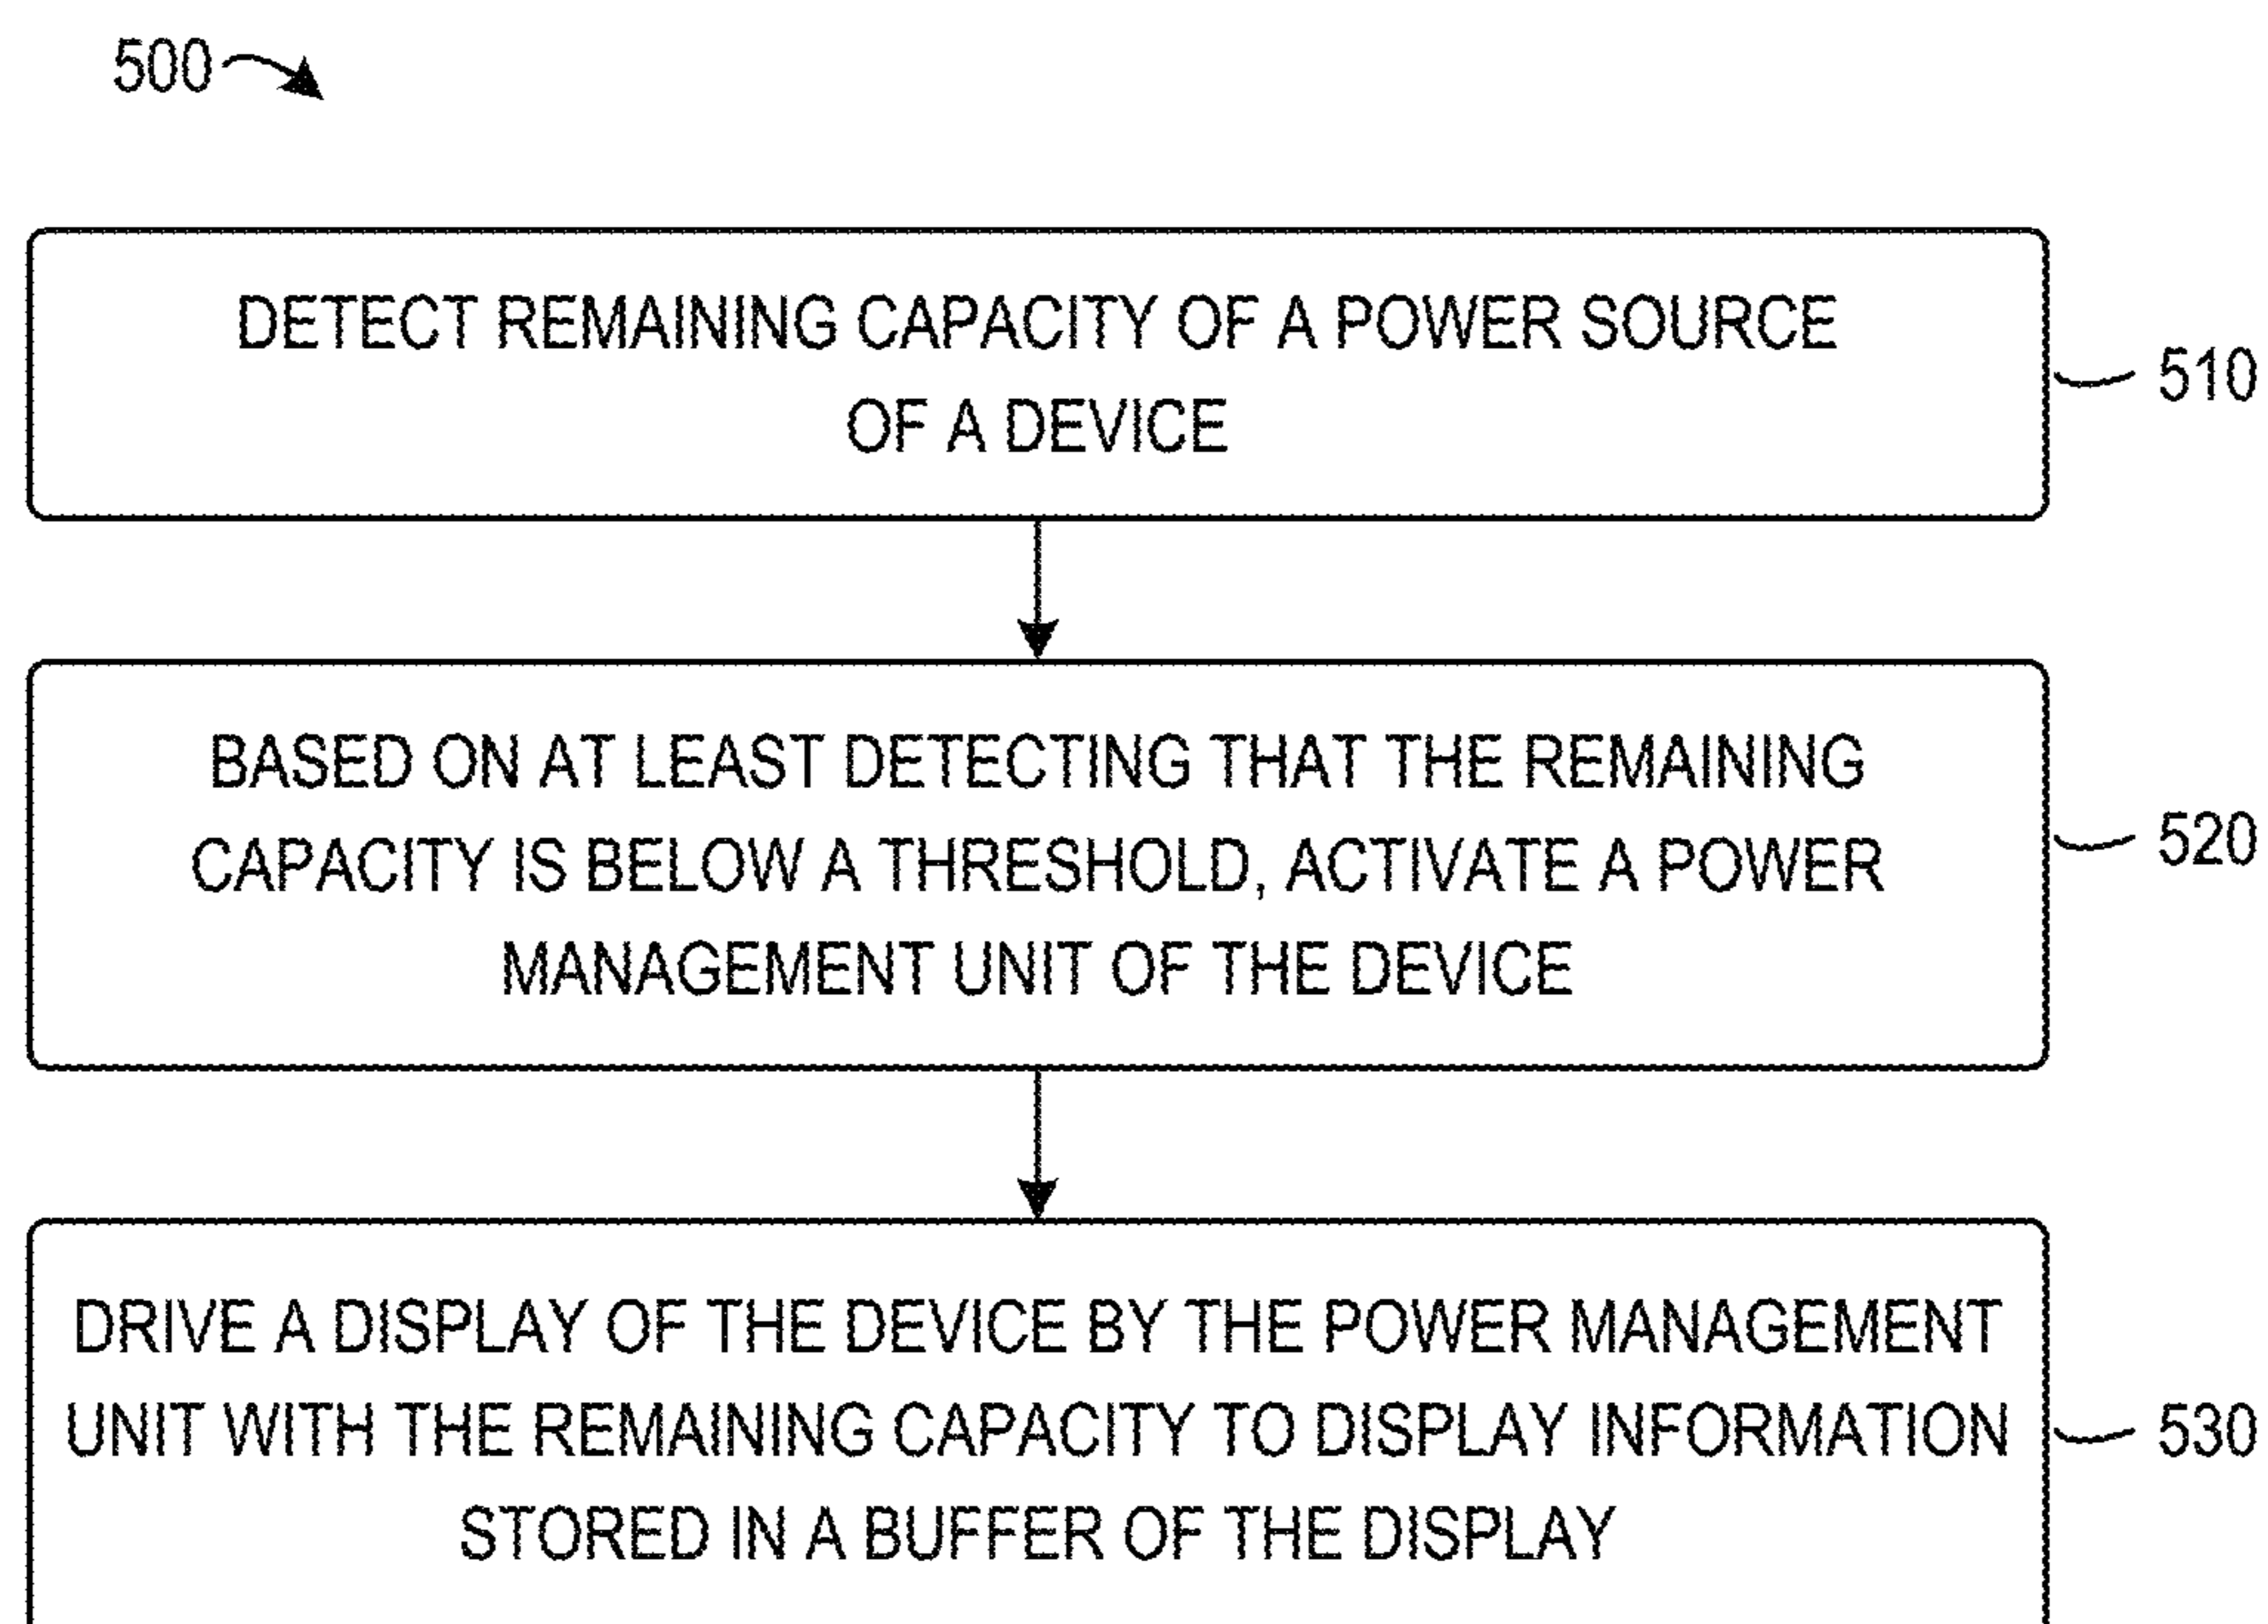 500
DETECT REMAINING CAPACITY OF A POWER SOURCE
OF A DEVICE
510
BASED ON AT LEAST DETECTING THAT THE REMAINING
CAPACITY IS BELOW A THRESHOLD, ACTIVATE A POWER
MANAGEMENT UNIT OF THE DEVICE
520
DRIVE A DISPLAY OF THE DEVICE BY THE POWER MANAGEMENT
UNIT WITH THE REMAINING CAPACITY TO DISPLAY INFORMATION
STORED IN A BUFFER OF THE DISPLAY
530